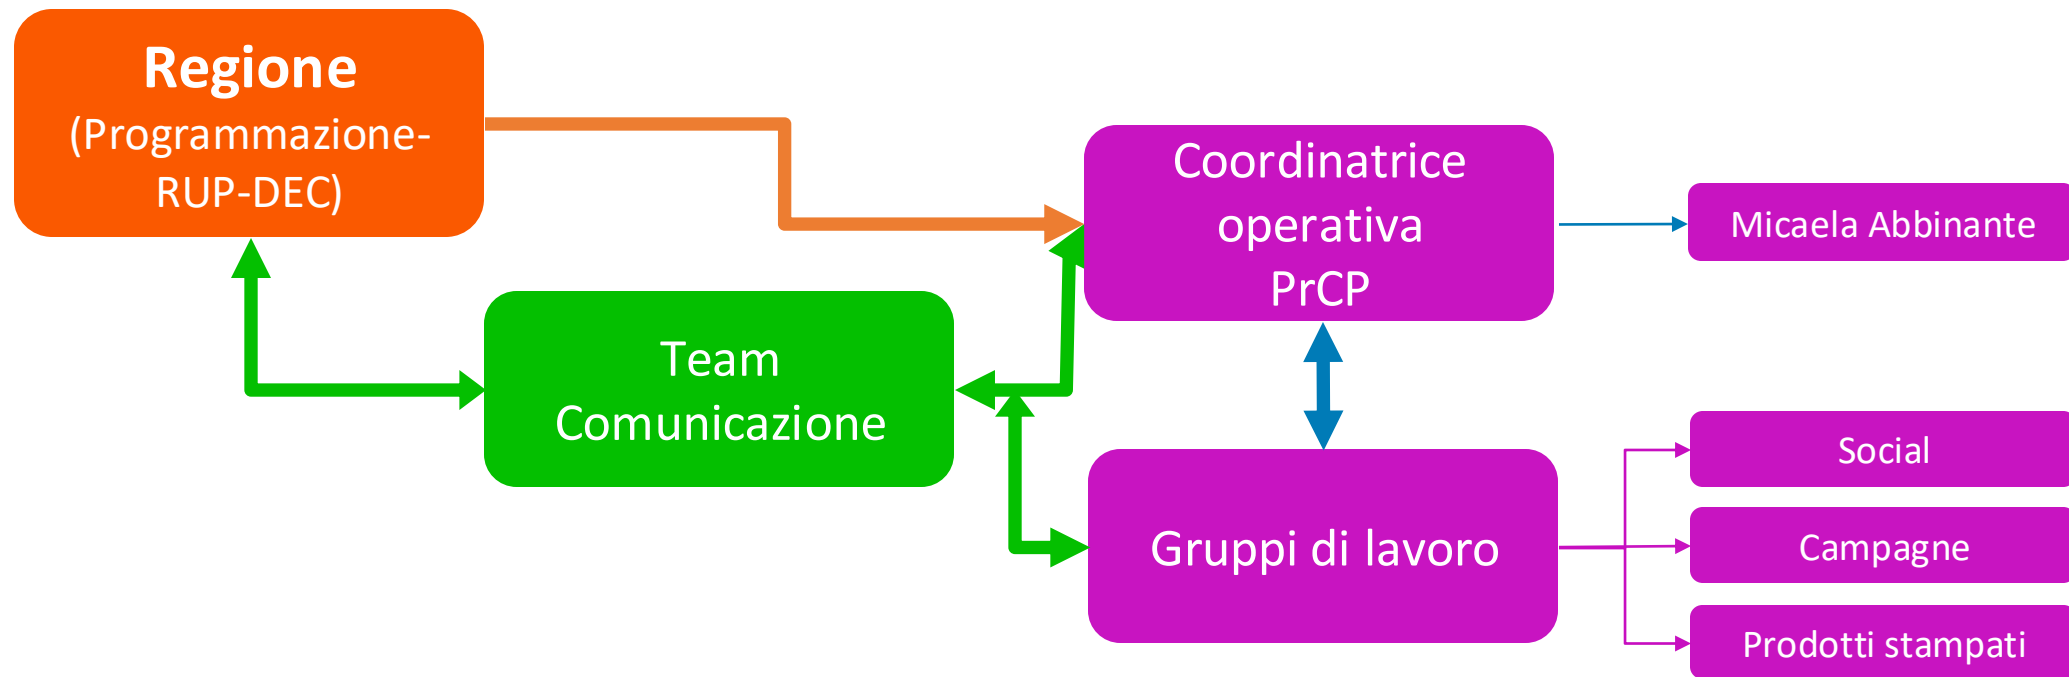 Regione
(Programmazione-
RUP-DEC)
Team
Comunicazione
Coordinatrice
operativa
PrCP
Micaela Abbinante
Gruppi di lavoro
Social
Campagne
Prodotti stampati